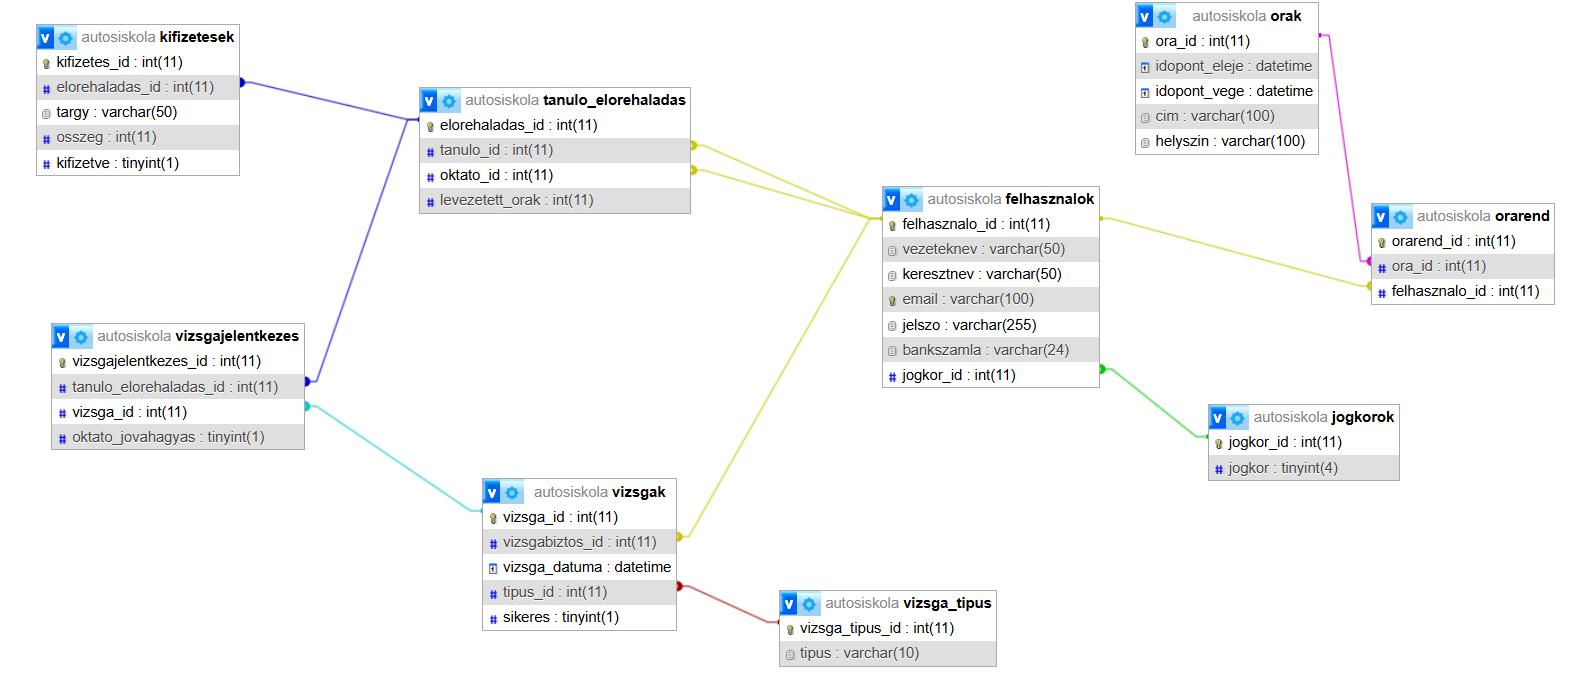 v autosiskola kifizetesek
kifizetes_id : int(11)
# elorehaladas_id : int(11)
targy : varchar(50)
# osszeg : int(11)
# kifizetve : tinyint(1)
v autosiskola tanulo_elorehaladas
elorehaladas_id : int(11)
# tanulo_id : int(11)
# oktato_id : int(11)
# levezetett_orak : int(11)
v autosiskola orak
ora_id : int(11)
idopont_eleje : datetime
idopont_vege : datetime
cim : varchar(100)
helyszin : varchar(100)
v autosiskola felhasznalok
felhasznalo_id : int(11)
vezeteknev : varchar(50)
keresztnev : varchar(50)
email : varchar(100)
jelszo : varchar(255)
bankszamla : varchar(24)
# jogkor_id : int(11)
v autosiskola orarend
orarend_id : int(11)
# ora_id : int(11)
# felhasznalo_id : int(11)
v autosiskola vizsgajelentkezes
vizsgajelentkezes_id : int(11)
# tanulo_elorehaladas_id : int(11)
# vizsga_id : int(11)
# oktato_jovahagyas : tinyint(1)
v autosiskola jogkorok
jogkor_id : int(11)
# jogkor : tinyint(4)
v autosiskola vizsgak
vizsga_id : int(11)
# vizsgabiztos_id : int(11)
vizsga_datuma : datetime
# tipus_id : int(11)
# sikeres : tinyint(1)
v autosiskola vizsga_tipus
vizsga_tipus_id : int(11)
tipus : varchar(10)